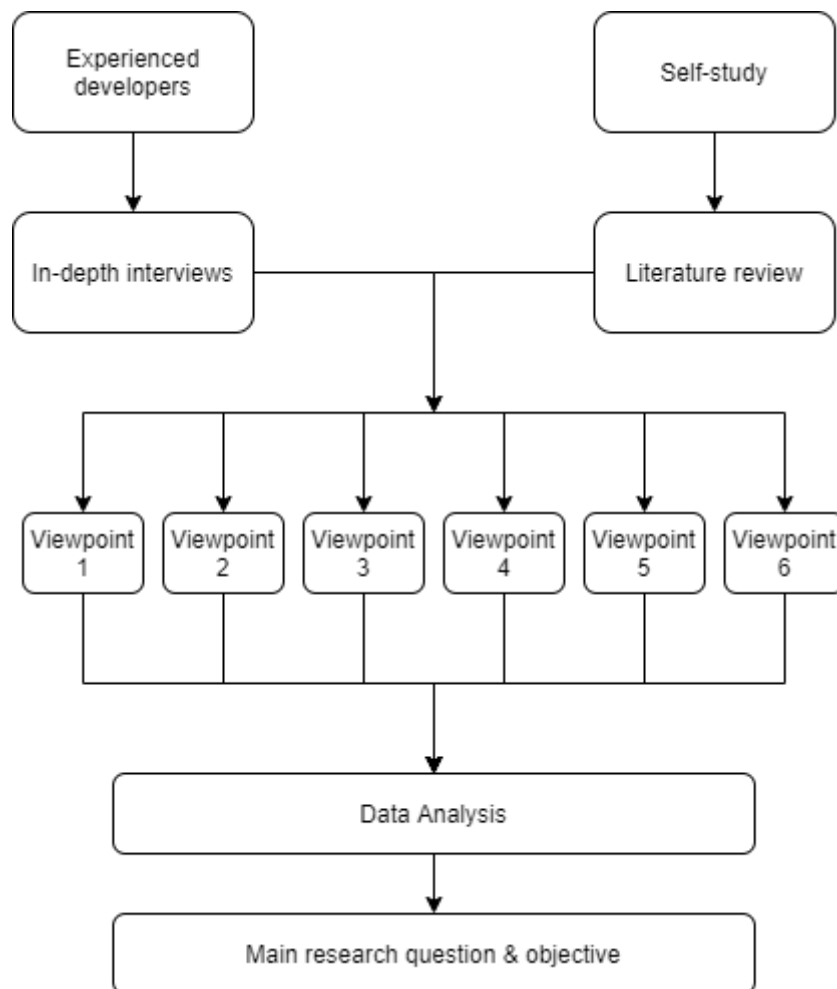 Experienced
developers
Self-study
In-depth interviews
Literature review
Viewpoint
1
Viewpoint
2
Viewpoint
3
Viewpoint
4
Viewpoint
5
Viewpoint
6
Data Analysis
Main research question & objective